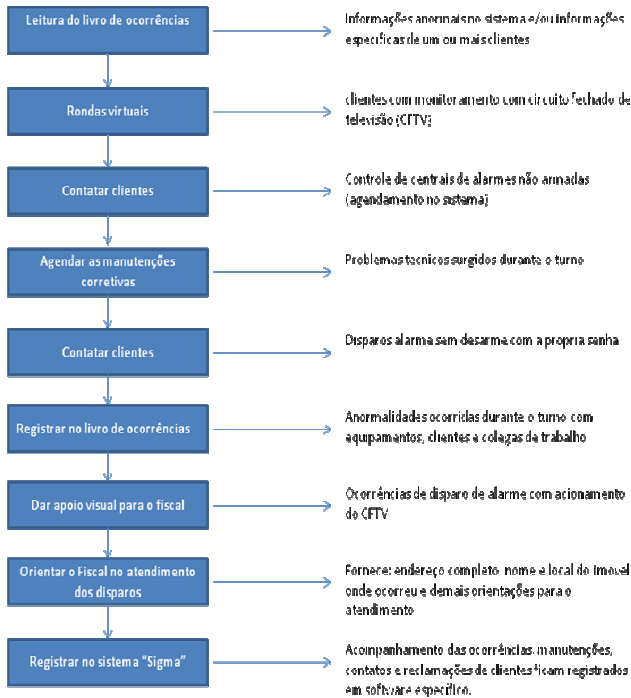 Leitura do livro de ocorrências
Informações anormais no sistema e/ou informações
especificas de um ou mais clientes
Rondas virtuais
clientes com monitoramento com circuito fechado de
televisão (CFTV)
Contatar clientes
Controle de centrais de alarmes não armadas
(agendamento no sistema)
Agendar as manutenções
corretivas
Problemas tecnicos surgidos durante o turno
Contatar clientes
Disparos alarme sem desarme com a propria senha
Registrar no livro de ocorrências
Anormalidades ocorridas durante o turno com
equipamentos, clientes e colegas de trabalho
Dar apoio visual para o fiscal
Ocorrências de disparo de alarme com acionamento
do CFTV
Orientar o Fiscal no atendimento
dos disparos
Fornece: endereço completo, nome e local do imovel
onde ocorreu e demais orientações para o
atendimento
Registrar no sistema “Sigma”
Acompanhamento das ocorrências, manutenções,
contatos e reclamações de clientes ficam registrados
em software especifico.